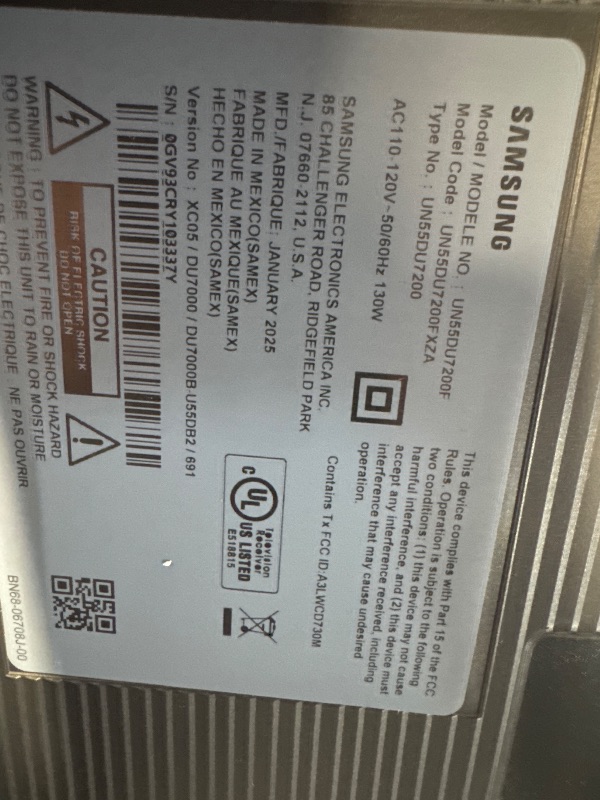 SAMSUNG
Model / MODELE NO. : UN55DU7200F
Model Code : UN55DU7200FXZA
Type No. : UN55DU7200
AC110-120V~50/60Hz 130W
SAMSUNG ELECTRONICS AMERICA INC.
85 CHALLENGER ROAD, RIDGEFIELD PARK
N.J. 07660-2112, U.S.A.
MFD./FABRIQUE: JANUARY 2025
MADE IN MEXICO(SAMEX)
FABRIQUE AU MEXIQUE(SAMEX)
HECHO EN MEXICO(SAMEX)
Version No : XC05 / DU7000 / DU7000B-U55DB2 / 691
S/N : 0GV93CRY103337Y
This device complies with Part 15 of the FCC
Rules. Operation is subject to the following
two conditions: (1) this device may not cause
harmful interference, and (2) this device must
accept any interference received, including
interference that may cause undesired
operation.
Contains Tx FCC ID:A3LWCD730M
C UL US LISTED
Television
Receiver
E518815
CAUTION
RISK OF ELECTRIC SHOCK
DO NOT OPEN
WARNING : TO PREVENT FIRE OR SHOCK HAZARD
DO NOT EXPOSE THIS UNIT TO RAIN OR MOISTURE
DE CHOC ELECTRIQUE : NE PAS OUVRIR
BN68-06708J-00